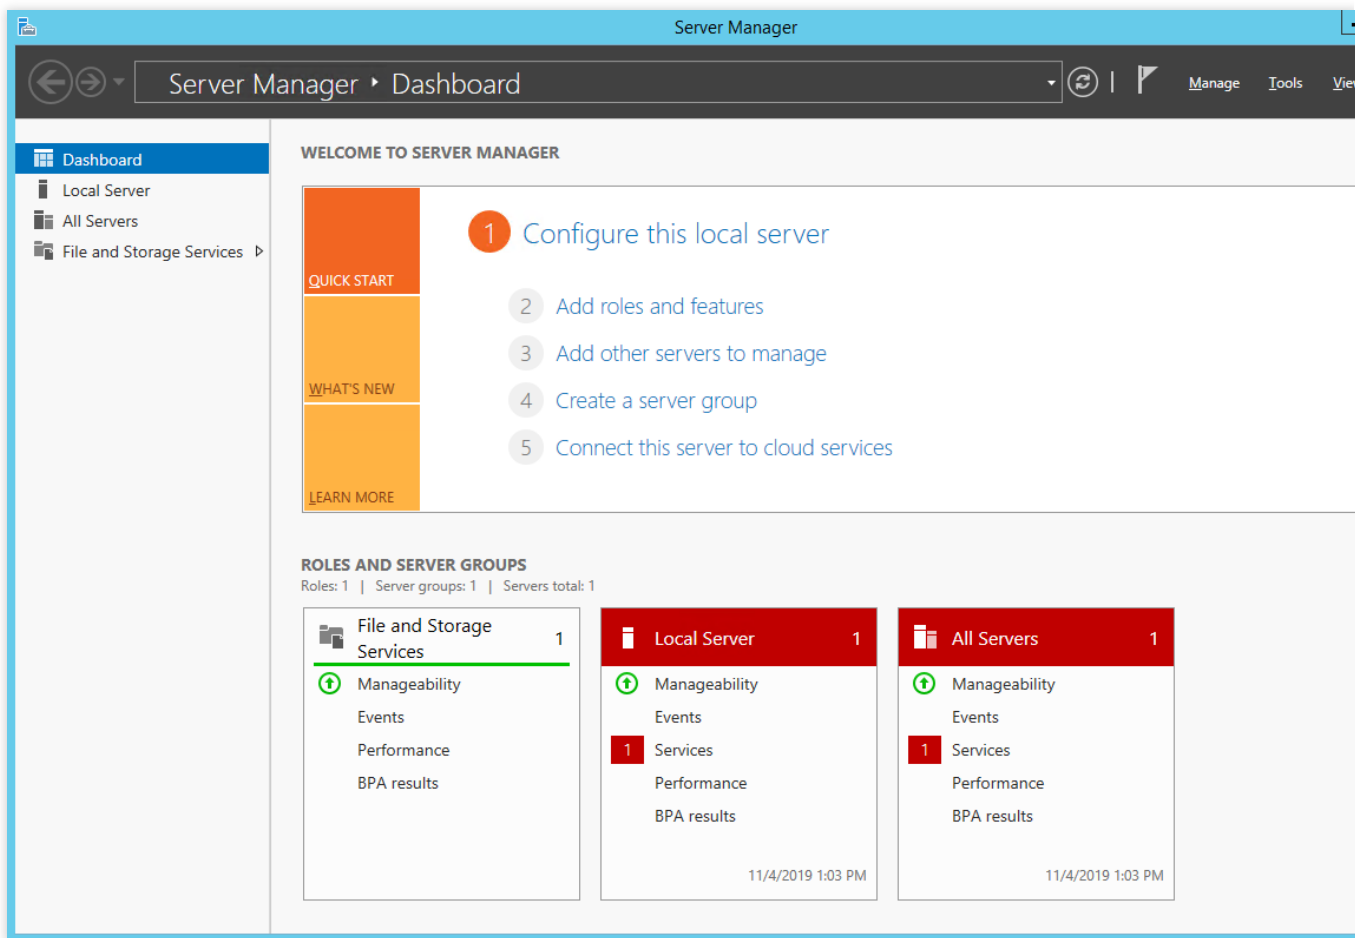 Server Manager
Server Manager ‣ Dashboard
Manage Tools
Dashboard
Local Server
All Servers
File and Storage Services
WELCOME TO SERVER MANAGER
QUICK START
WHAT'S NEW
LEARN MORE
1 Configure this local server
2 Add roles and features
3 Add other servers to manage
4 Create a server group
5 Connect this server to cloud services
ROLES AND SERVER GROUPS
Roles: 1 | Server groups: 1 | Servers total: 1
File and Storage 
Services 1
Manageability
Events
Performance
BPA results
Local Server 1
Manageability
Events
1 Services
Performance
BPA results
11/4/2019 1:03 PM
All Servers 1
Manageability
Events
1 Services
Performance
BPA results
11/4/2019 1:03 PM